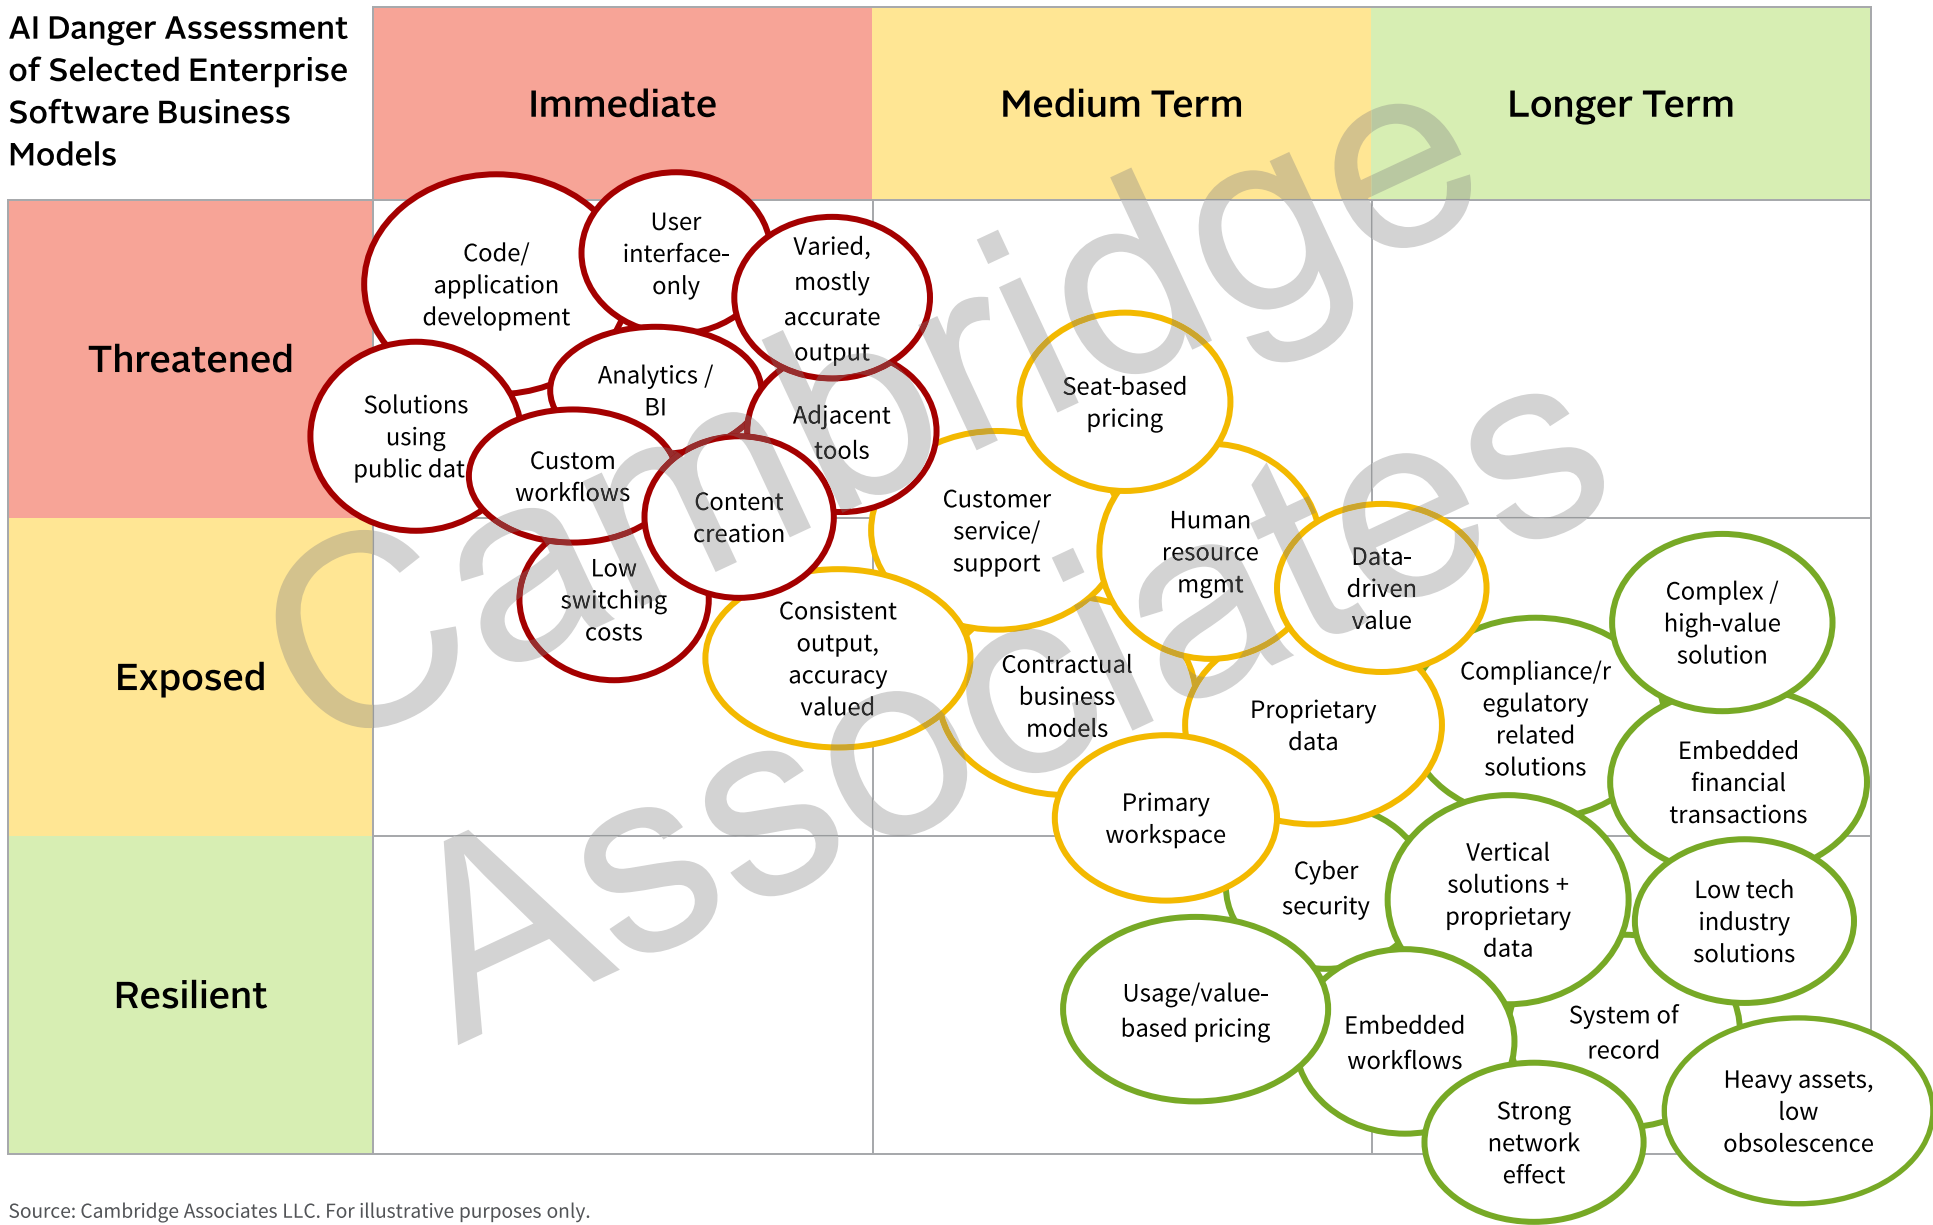 AI Danger Assessment
of Selected Enterprise
Software Business
Models
Immediate
Medium Term
Longer Term
Threatened
Exposed
Resilient
Code/
application
development
User
interface-
only
Varied,
mostly
accurate
output
Solutions
using
public dat
Analytics /
BI
Adjacent
tools
Custom
workflows
Content
creation
Low
switching
costs
Seat-based
pricing
Customer
service/
support
Human
resource
mgmt
Data-
driven
value
Consistent
output,
accuracy
valued
Contractual
business
models
Proprietary
data
Primary
workspace
Complex /
high-value
solution
Compliance/r
egulatory
related
solutions
Embedded
financial
transactions
Cyber
security
Vertical
solutions +
proprietary
data
Low tech
industry
solutions
Usage/value-
based pricing
Embedded
workflows
System of
record
Strong
network
effect
Heavy assets,
low
obsolescence
Cambridge
Associates
Source: Cambridge Associates LLC. For illustrative purposes only.